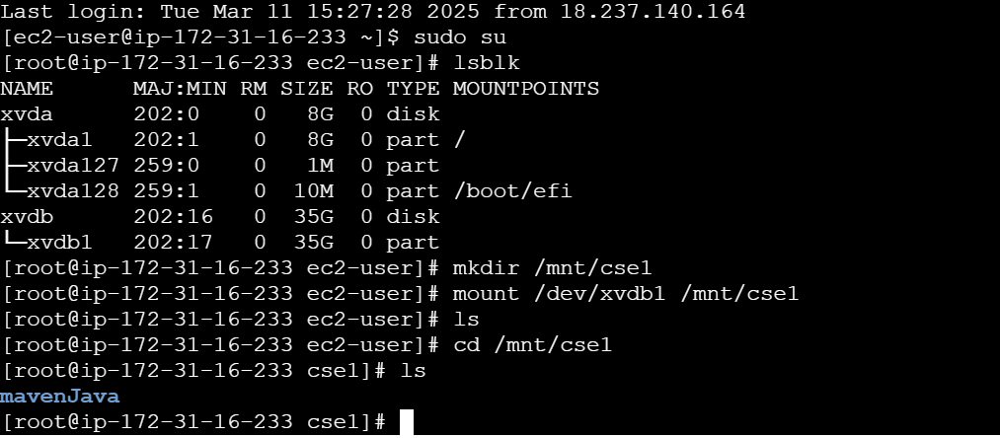 Last login: Tue Mar 11 15:27:28 2025 from 18.237.140.164
[ec2-user@ip-172-31-16-233 ~]$ sudo su
[root@ip-172-31-16-233 ec2-user]# lsblk
NAME      MAJ:MIN RM SIZE RO TYPE MOUNTPOINTS
xvda      202:0    0   8G  0 disk
├─xvda1   202:1    0   8G  0 part /
├─xvda127 259:0    0   1M  0 part
└─xvda128 259:1    0  10M  0 part /boot/efi
xvdb      202:16   0  35G  0 disk
└─xvdb1   202:17   0  35G  0 part
[root@ip-172-31-16-233 ec2-user]# mkdir /mnt/cse1
[root@ip-172-31-16-233 ec2-user]# mount /dev/xvdb1 /mnt/cse1
[root@ip-172-31-16-233 ec2-user]# ls
[root@ip-172-31-16-233 ec2-user]# cd /mnt/cse1
[root@ip-172-31-16-233 cse1]# ls
mavenJava
[root@ip-172-31-16-233 cse1]#